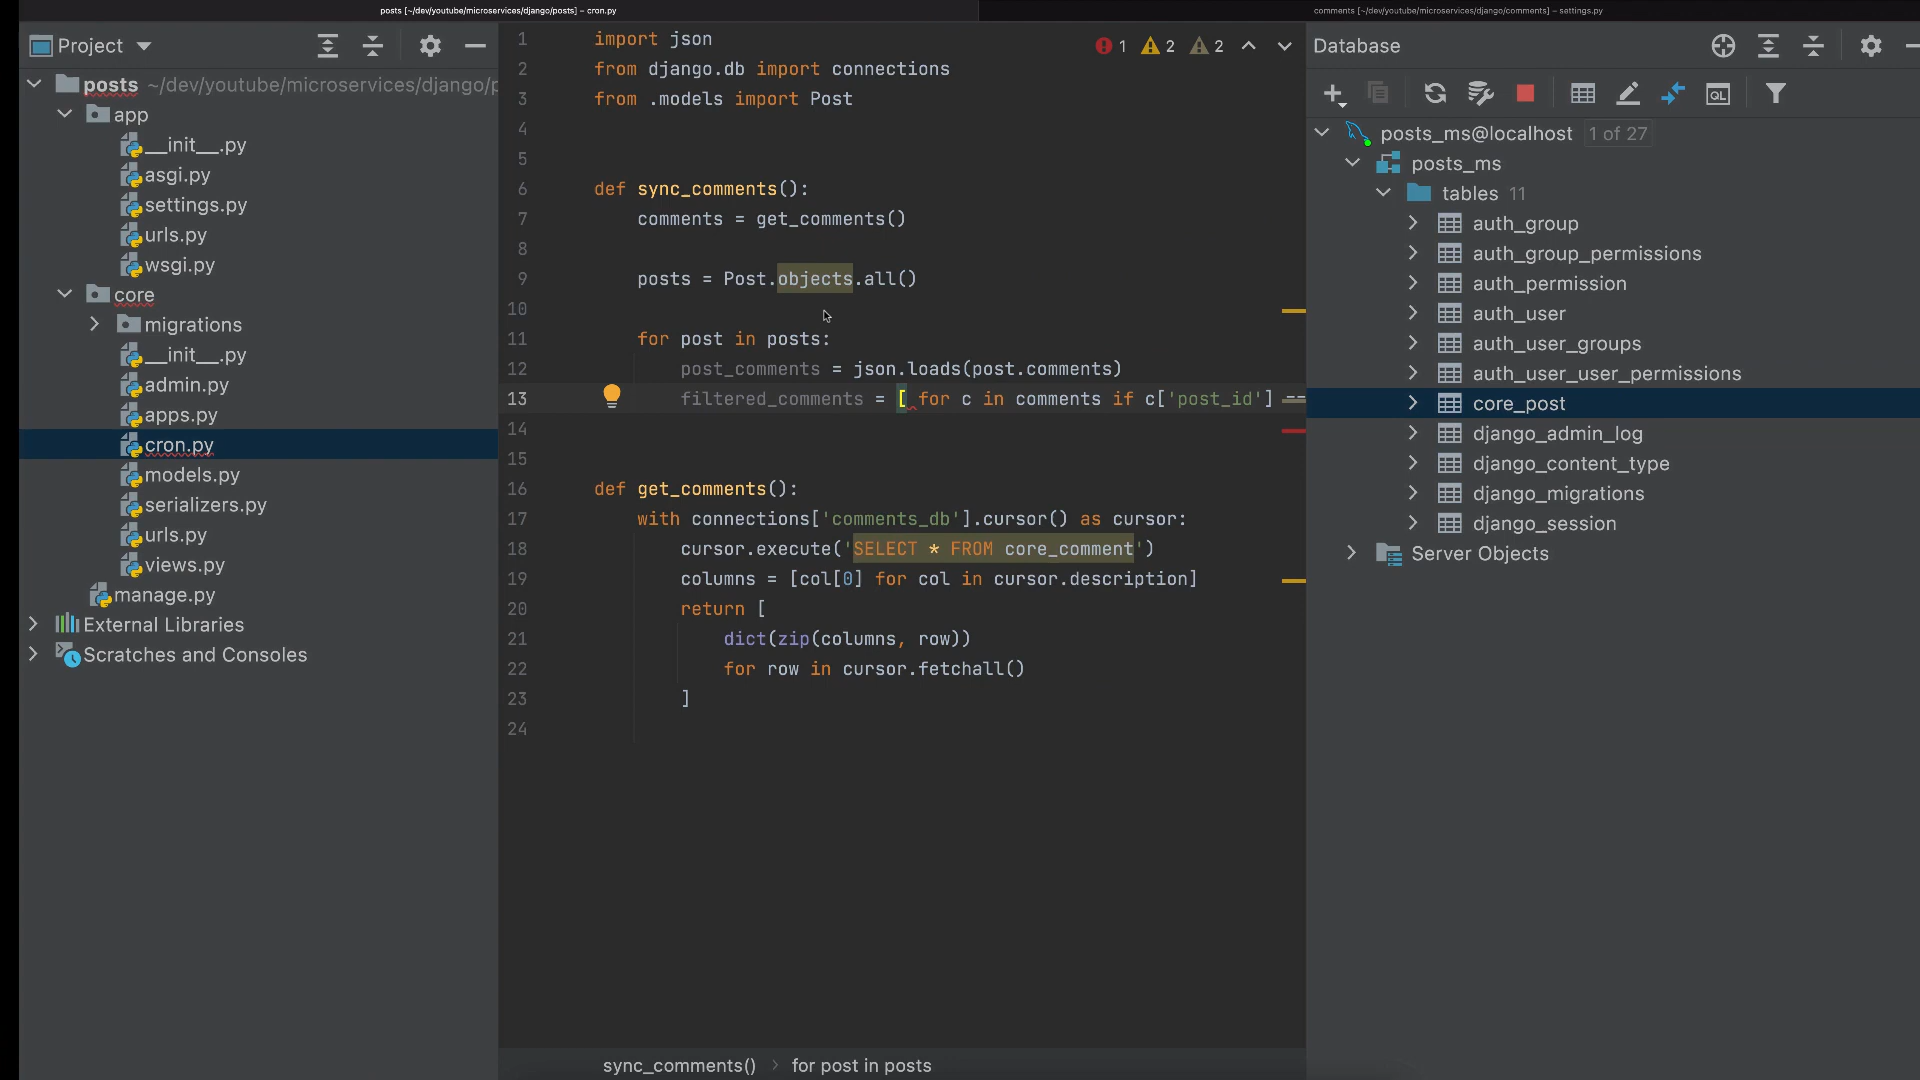 posts [~/dev/youtube/microservices/django/posts] – cron.py
comments [~/dev/youtube/microservices/django/comments] – settings.py
Project
posts ~/dev/youtube/microservices/django/p
app
__init__.py
asgi.py
settings.py
urls.py
wsgi.py
core
migrations
__init__.py
admin.py
apps.py
cron.py
models.py
serializers.py
urls.py
views.py
manage.py
External Libraries
Scratches and Consoles
1 2 2
1 import json
2 from django.db import connections
3 from .models import Post
4
5
6 def sync_comments():
7 comments = get_comments()
8
9 posts = Post.objects.all()
10
11 for post in posts:
12 post_comments = json.loads(post.comments)
13 filtered_comments = [ for c in comments if c['post_id'] ==
14
15
16 def get_comments():
17 with connections['comments_db'].cursor() as cursor:
18 cursor.execute('SELECT * FROM core_comment')
19 columns = [col[0] for col in cursor.description]
20 return [
21 dict(zip(columns, row))
22 for row in cursor.fetchall()
23 ]
24
sync_comments() > for post in posts
Database
QL
posts_ms@localhost 1 of 27
posts_ms
tables 11
auth_group
auth_group_permissions
auth_permission
auth_user
auth_user_groups
auth_user_user_permissions
core_post
django_admin_log
django_content_type
django_migrations
django_session
Server Objects